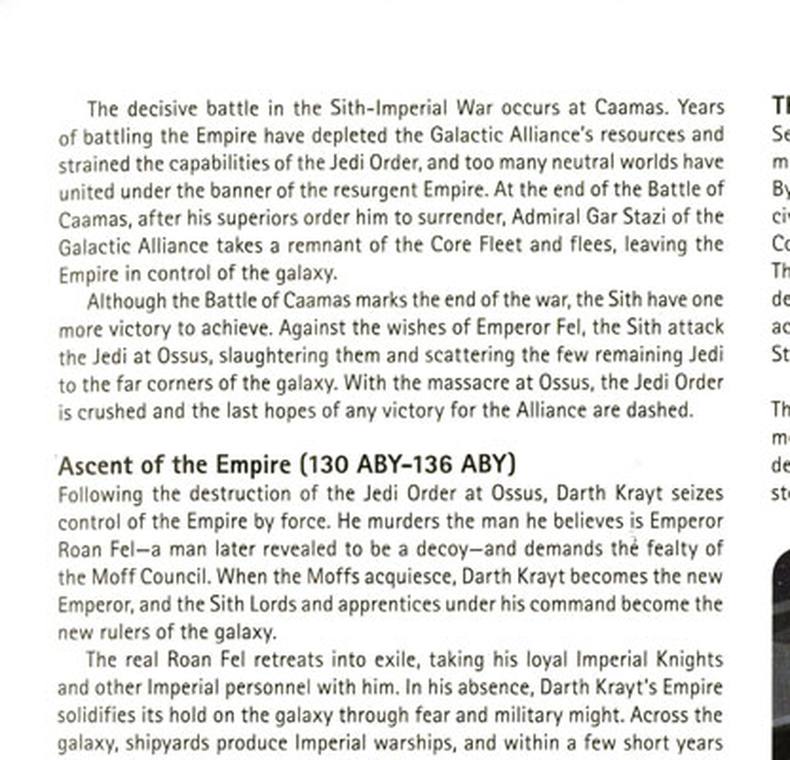 The decisive battle in the Sith-Imperial War occurs at Caamas. Years
of battling the Empire have depleted the Galactic Alliance's resources and
strained the capabilities of the Jedi Order, and too many neutral worlds have
united under the banner of the resurgent Empire. At the end of the Battle of
Caamas, after his superiors order him to surrender, Admiral Gar Stazi of the
Galactic Alliance takes a remnant of the Core Fleet and flees, leaving the
Empire in control of the galaxy.
Although the Battle of Caamas marks the end of the war, the Sith have one
more victory to achieve. Against the wishes of Emperor Fel, the Sith attack
the Jedi at Ossus, slaughtering them and scattering the few remaining Jedi
to the far corners of the galaxy. With the massacre at Ossus, the Jedi Order
is crushed and the last hopes of any victory for the Alliance are dashed.
Ascent of the Empire (130 ABY–136 ABY)
Following the destruction of the Jedi Order at Ossus, Darth Krayt seizes
control of the Empire by force. He murders the man he believes is Emperor
Roan Fel—a man later revealed to be a decoy—and demands the fealty of
the Moff Council. When the Moffs acquiesce, Darth Krayt becomes the new
Emperor, and the Sith Lords and apprentices under his command become the
new rulers of the galaxy.
The real Roan Fel retreats into exile, taking his loyal Imperial Knights
and other Imperial personnel with him. In his absence, Darth Krayt's Empire
solidifies its hold on the galaxy through fear and military might. Across the
galaxy, shipyards produce Imperial warships, and within a few short years